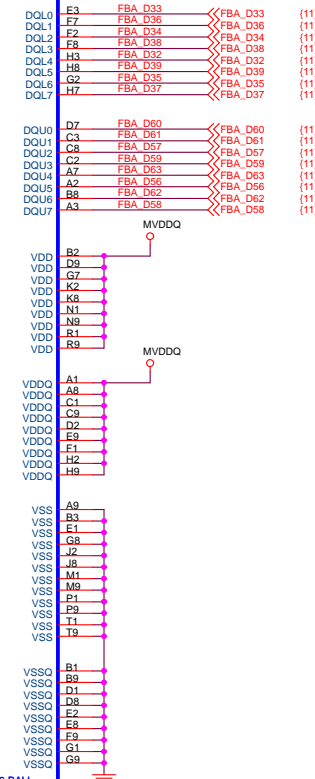 DQL0 E3 FBA_D33 FBA_D33 {11
DQL1 F7 FBA_D36 FBA_D36 {11
DQL2 F2 FBA_D34 FBA_D34 {11
DQL3 F8 FBA_D38 FBA_D38 {11
DQL4 H3 FBA_D32 FBA_D32 {11
DQL5 H8 FBA_D39 FBA_D39 {11
DQL6 G2 FBA_D35 FBA_D35 {11
DQL7 H7 FBA_D37 FBA_D37 {11
DQU0 D7 FBA_D60 FBA_D60 {11
DQU1 C3 FBA_D61 FBA_D61 {11
DQU2 C8 FBA_D57 FBA_D57 {11
DQU3 C2 FBA_D59 FBA_D59 {11
DQU4 A7 FBA_D63 FBA_D63 {11
DQU5 A2 FBA_D56 FBA_D56 {11
DQU6 B8 FBA_D62 FBA_D62 {11
DQU7 A3 FBA_D58 FBA_D58 {11
MVDDQ
VDD B2
VDD D9
VDD G7
VDD K2
VDD K8
VDD N1
VDD N9
VDD R1
VDD R9
MVDDQ
VDDQ A1
VDDQ A8
VDDQ C1
VDDQ C9
VDDQ D2
VDDQ E9
VDDQ F1
VDDQ H2
VDDQ H9
VSS A9
VSS B3
VSS E1
VSS G8
VSS J2
VSS J8
VSS M1
VSS M9
VSS P1
VSS P9
VSS T1
VSS T9
VSSQ B1
VSSQ B9
VSSQ D1
VSSQ D8
VSSQ E2
VSSQ E8
VSSQ F9
VSSQ G1
VSSQ G9